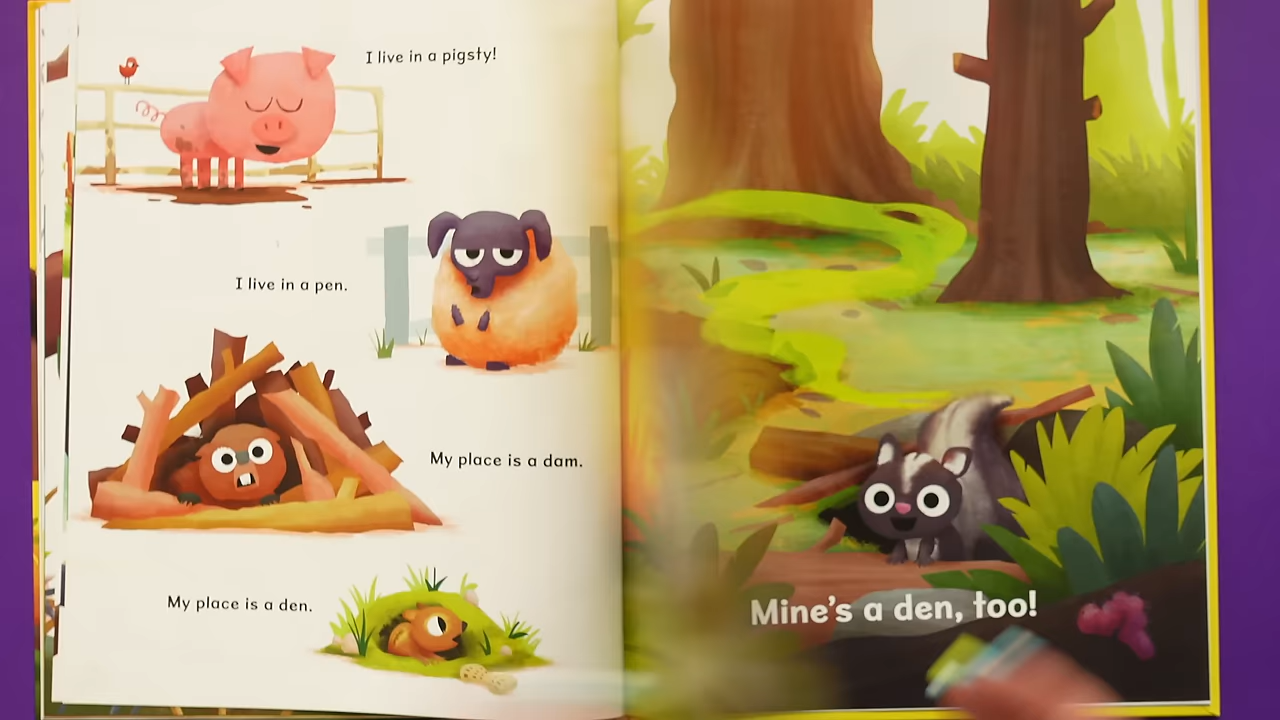 I live in a pigsty!
I live in a pen.
My place is a dam.
My place is a den.
Mine's a den, too!